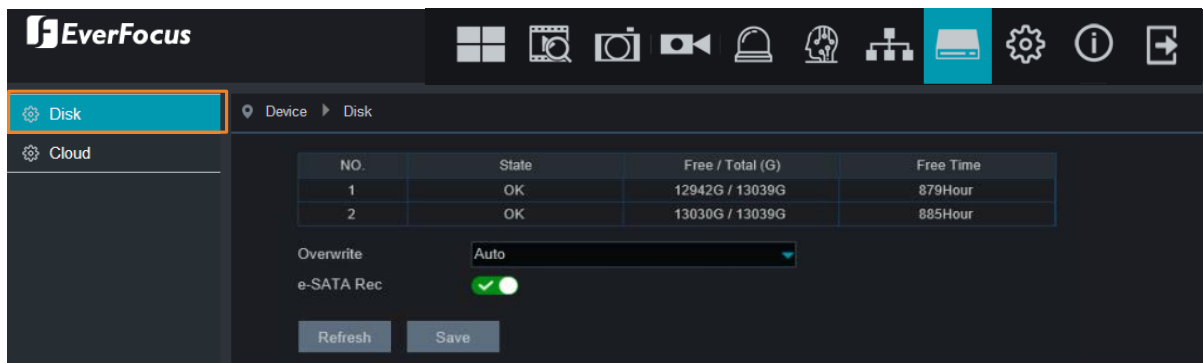 EverFocus
Disk
Device Disk
Cloud
NO. State Free / Total (G) Free Time
1 OK 12942G / 13039G 879Hour
2 OK 13030G / 13039G 885Hour
Overwrite Auto
e-SATA Rec
Refresh Save